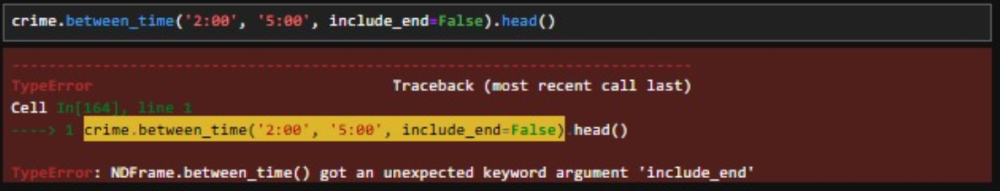 crime.between_time('2:00', '5:00', include_end=False).head()
---------------------------------------------------------------------------
TypeError Traceback (most recent call last)
Cell In[164], line 1
----> 1 crime.between_time('2:00', '5:00', include_end=False).head()
TypeError: NDFrame.between_time() got an unexpected keyword argument 'include_end'